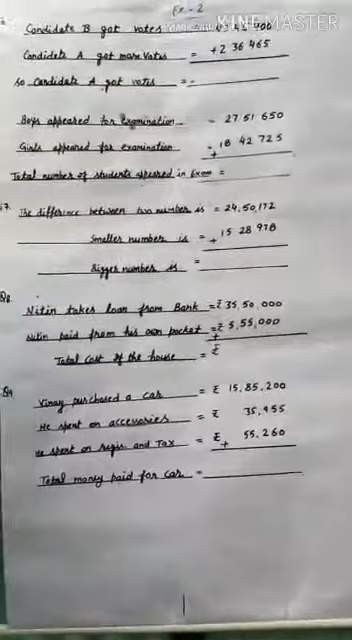 Ex - 2
KINEMASTER
Candidate B got votes 400
Candidate A got more votes = +2 36 465
so Candidate A got votes =
Boys appeared for examination = 27 51 650
Girls appeared for examination = + 18 42 725
Total number of students appeared in Exam =
7. The difference between two number is = 24,50,172
Smaller number is = + 15 28 978
Bigger number is =
Q8 Nitin takes loan from Bank = ₹ 35,50,000
Nitin paid from his own pocket = ₹ + 5,55,000
Total cost of the house = ₹
Q9 Vinay purchased a car = ₹ 15,85,200
He spent on accessories = ₹ 35,955
He spent on regis. and Tax = ₹ + 55,260
Total money paid for car =